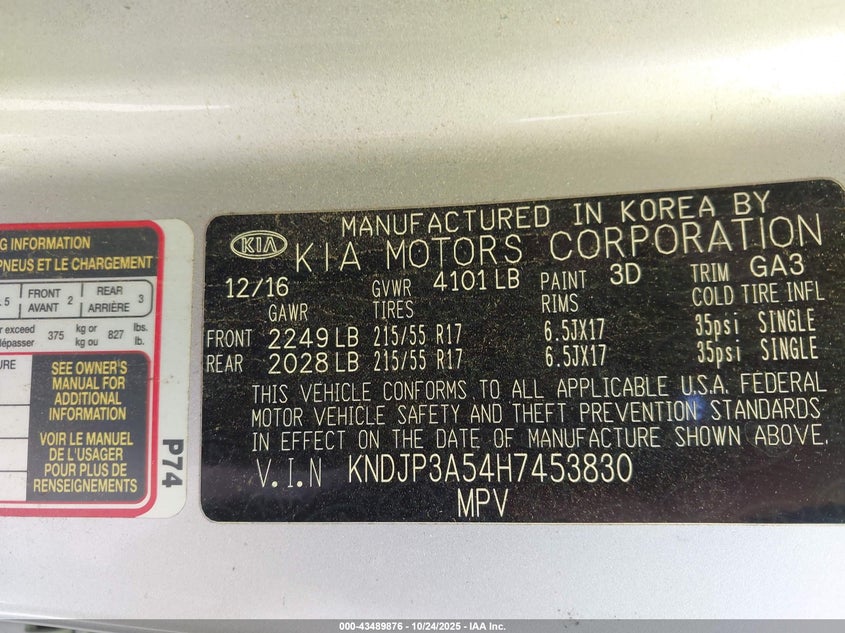 G INFORMATION
PNEUS ET LE CHARGEMENT
5 FRONT AVANT 2 REAR ARRIÈRE 3
exceed
dépasser 375 kg or kg ou 827 lbs. lb.
URE
SEE OWNER'S
MANUAL FOR
ADDITIONAL
INFORMATION
VOIR LE MANUEL
DE L'USAGER
POUR PLUS DE
RENSEIGNEMENTS
P74
MANUFACTURED IN KOREA BY
KIA KIA MOTORS CORPORATION
12/16 GVWR 4101 LB PAINT 3D TRIM GA3
GAWR TIRES RIMS COLD TIRE INFL
FRONT 2249 LB 215/55 R17 6.5JX17 35psi SINGLE
REAR 2028 LB 215/55 R17 6.5JX17 35psi SINGLE
THIS VEHICLE CONFORMS TO ALL APPLICABLE U.S.A. FEDERAL
MOTOR VEHICLE SAFETY AND THEFT PREVENTION STANDARDS
IN EFFECT ON THE DATE OF MANUFACTURE SHOWN ABOVE.
V.I.N KNDJP3A54H7453830
MPV
000-43489876 • 10/24/2025 • IAA Inc.